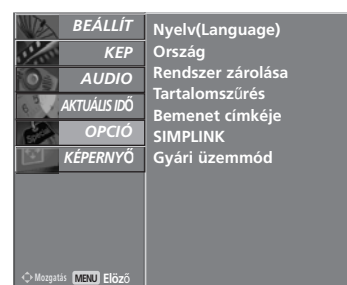 BEÁLLÍT
KEP
AUDIO
AKTUÁLIS IDŐ
OPCIÓ
KÉPERNYŐ
Nyelv(Language)
Ország
Rendszer zárolása
Tartalomszűrés
Bemenet címkéje
SIMPLINK
Gyári üzemmód
Mozgatás MENU Előző